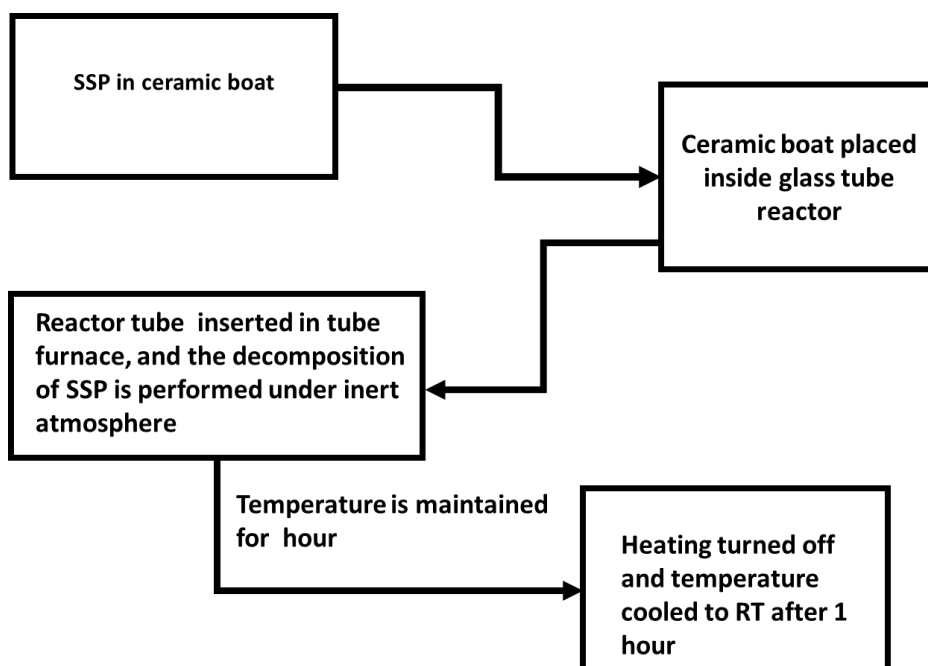 SSP in ceramic boat
Ceramic boat placed
inside glass tube
reactor
Reactor tube inserted in tube
furnace, and the decomposition
of SSP is performed under inert
atmosphere
Temperature is maintained
for hour
Heating turned off
and temperature
cooled to RT after 1
hour